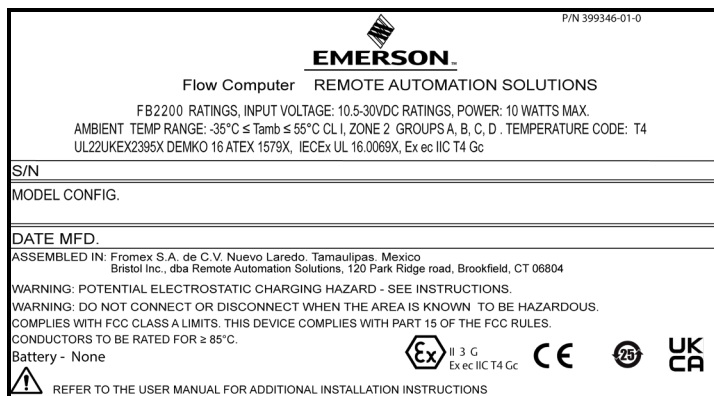 P/N 399346-01-0
EMERSON™
Flow Computer REMOTE AUTOMATION SOLUTIONS
FB2200 RATINGS, INPUT VOLTAGE: 10.5-30VDC RATINGS, POWER: 10 WATTS MAX.
AMBIENT TEMP RANGE: -35°C ≤ Tamb ≤ 55°C CL I, ZONE 2 GROUPS A, B, C, D . TEMPERATURE CODE: T4
UL22UKEX2395X DEMKO 16 ATEX 1579X, IECEx UL 16.0069X, Ex ec IIC T4 Gc
S/N
MODEL CONFIG.
DATE MFD.
ASSEMBLED IN: Fromex S.A. de C.V. Nuevo Laredo. Tamaulipas. Mexico
Bristol Inc., dba Remote Automation Solutions, 120 Park Ridge road, Brookfield, CT 06804
WARNING: POTENTIAL ELECTROSTATIC CHARGING HAZARD - SEE INSTRUCTIONS.
WARNING: DO NOT CONNECT OR DISCONNECT WHEN THE AREA IS KNOWN TO BE HAZARDOUS.
COMPLIES WITH FCC CLASS A LIMITS. THIS DEVICE COMPLIES WITH PART 15 OF THE FCC RULES.
CONDUCTORS TO BE RATED FOR ≥ 85°C.
Battery - None
Ex II 3 G
Ex ec IIC T4 Gc
CE
25
UK
CA
REFER TO THE USER MANUAL FOR ADDITIONAL INSTALLATION INSTRUCTIONS